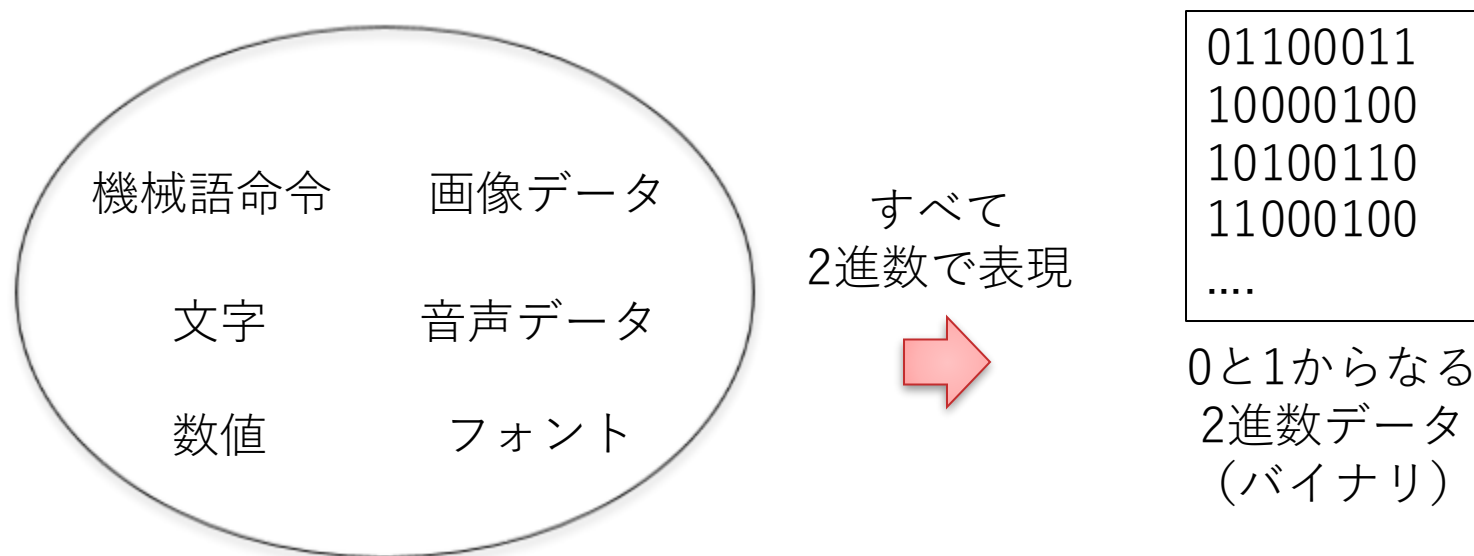 機械語命令
画像データ
文字
音声データ
数値
フォント
すべて
2進数で表現
01100011
10000100
10100110
11000100
….
0と1からなる
2進数データ
（バイナリ）